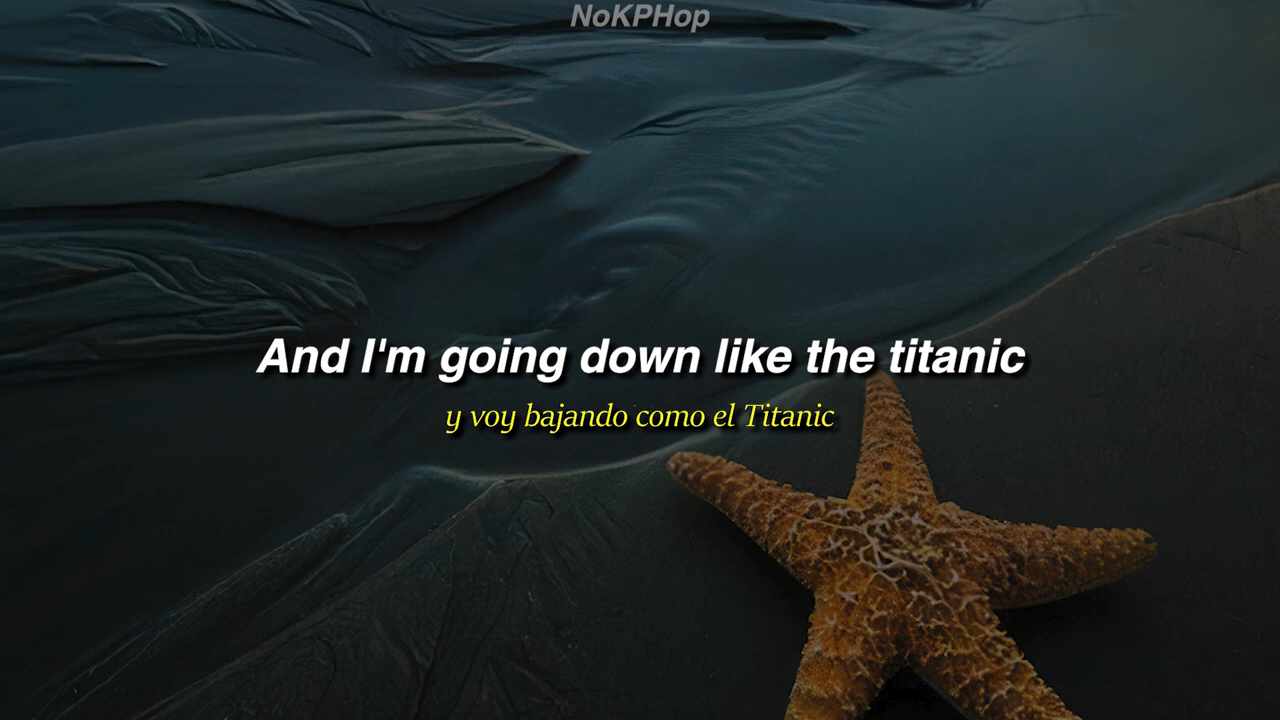 NoKPHop
And I'm going down like the titanic
y voy bajando como el Titanic